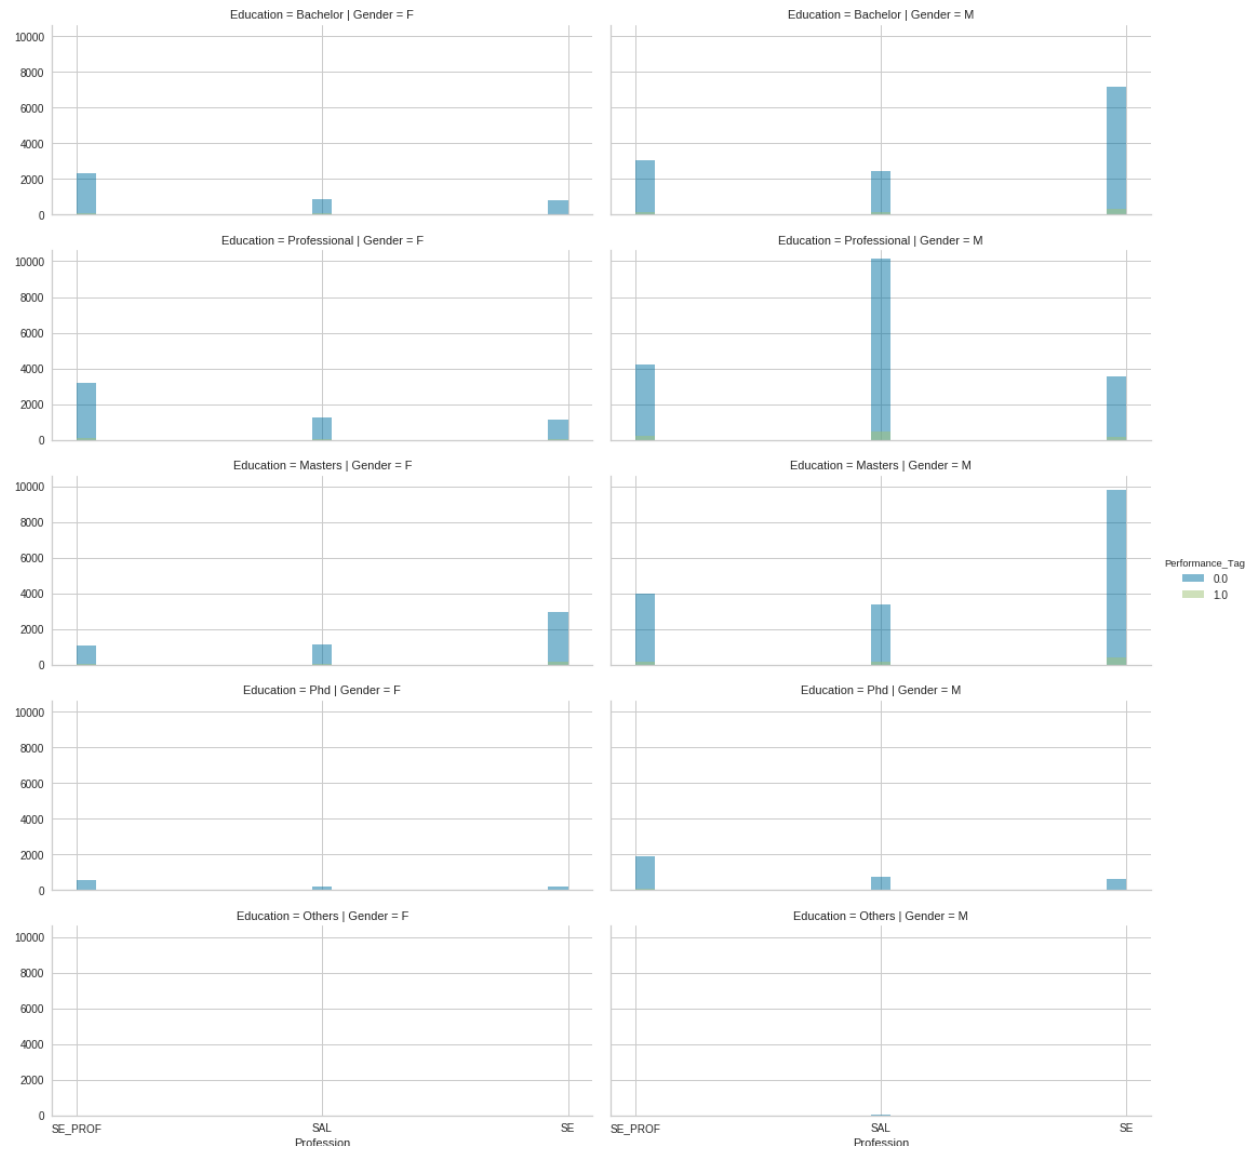 Education = Bachelor | Gender = F
Education = Bachelor | Gender = M
10000
8000
6000
4000
2000
0
Education = Professional | Gender = F
Education = Professional | Gender = M
10000
8000
6000
4000
2000
0
Education = Masters | Gender = F
Education = Masters | Gender = M
10000
8000
6000
4000
2000
0
Performance_Tag
0.0
1.0
Education = Phd | Gender = F
Education = Phd | Gender = M
10000
8000
6000
4000
2000
0
Education = Others | Gender = F
Education = Others | Gender = M
10000
8000
6000
4000
2000
0
SE_PROF SAL SE
SE_PROF SAL SE
Profession
Profession